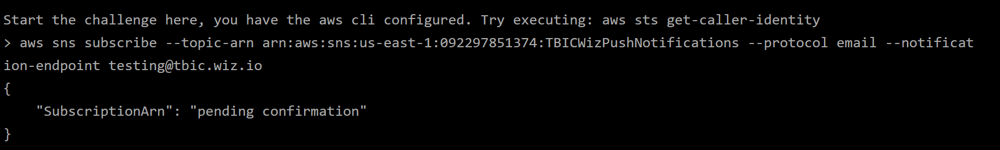 Start the challenge here, you have the aws cli configured. Try executing: aws sts get-caller-identity
> aws sns subscribe --topic-arn arn:aws:sns:us-east-1:092297851374:TBICWizPushNotifications --protocol email --notificat
ion-endpoint testing@tbic.wiz.io
{
    "SubscriptionArn": "pending confirmation"
}